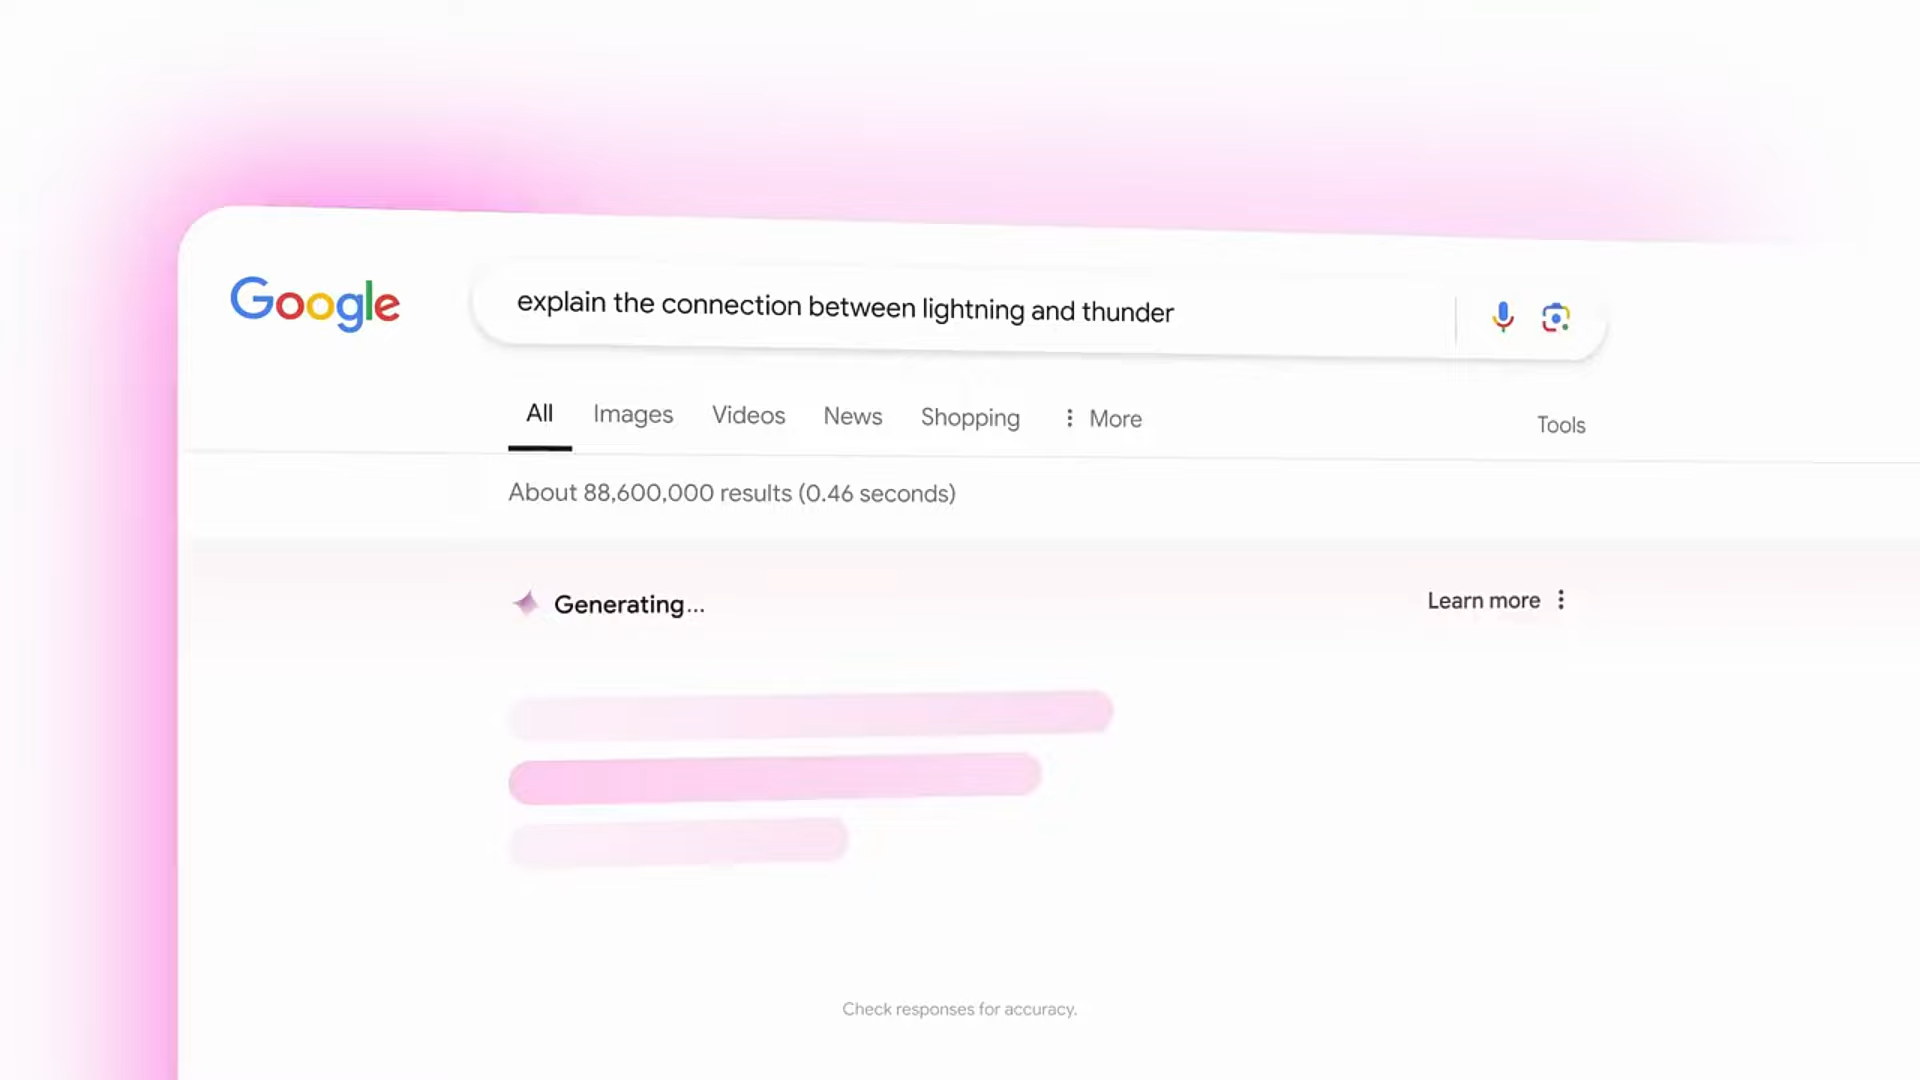 Google
explain the connection between lightning and thunder
All Images Videos News Shopping More Tools
About 88,600,000 results (0.46 seconds)
Generating...
Learn more
Check responses for accuracy.